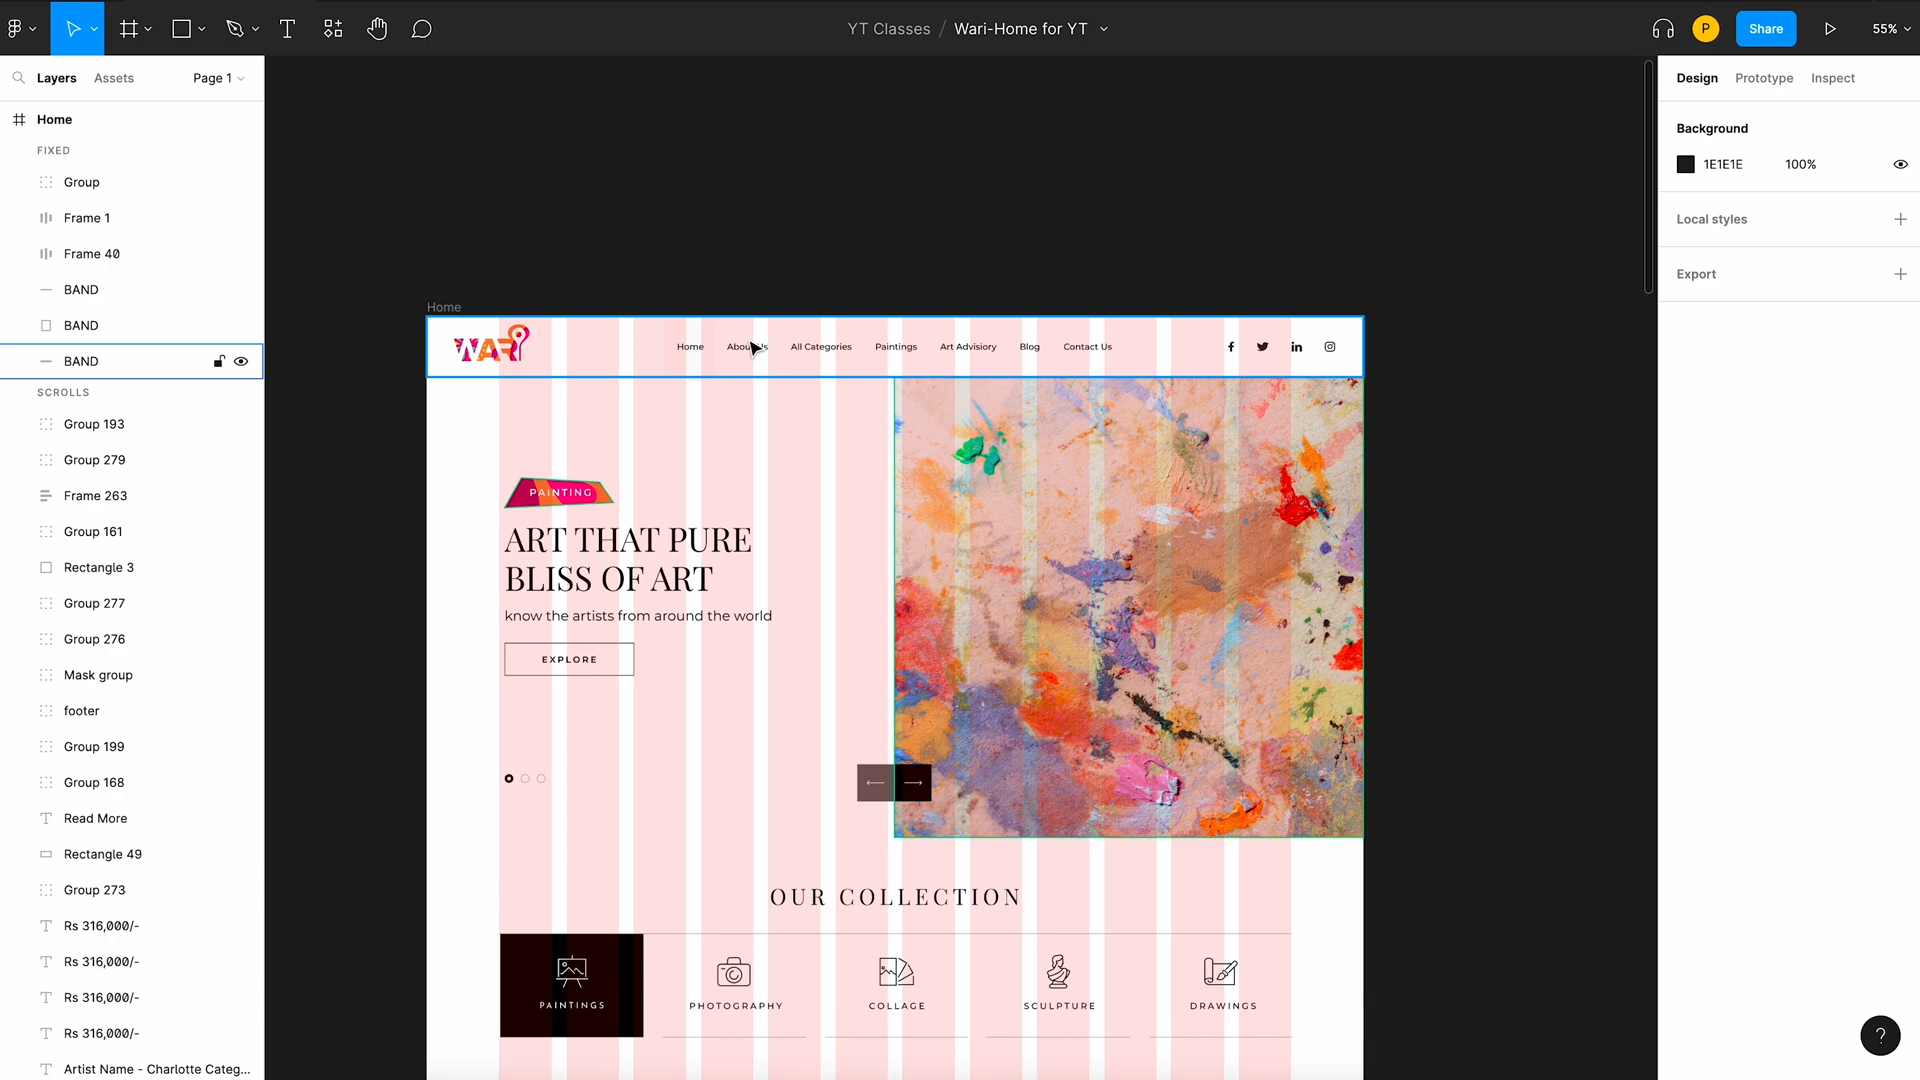 YT Classes / Wari-Home for YT
P
Share
55%
Layers
Assets
Page 1
Home
FIXED
Group
Frame 1
Frame 40
BAND
BAND
BAND
SCROLLS
Group 193
Group 279
Frame 263
Group 161
Rectangle 3
Group 277
Group 276
Mask group
footer
Group 199
Group 168
Read More
Rectangle 49
Group 273
Rs 316,000/-
Rs 316,000/-
Rs 316,000/-
Rs 316,000/-
Artist Name - Charlotte Categ...
Home
WARI
Home
About Us
All Categories
Paintings
Art Advisiory
Blog
Contact Us
PAINTING
ART THAT PURE
BLISS OF ART
know the artists from around the world
EXPLORE
OUR COLLECTION
PAINTINGS
PHOTOGRAPHY
COLLAGE
SCULPTURE
DRAWINGS
Design
Prototype
Inspect
Background
1E1E1E
100%
Local styles
Export
?